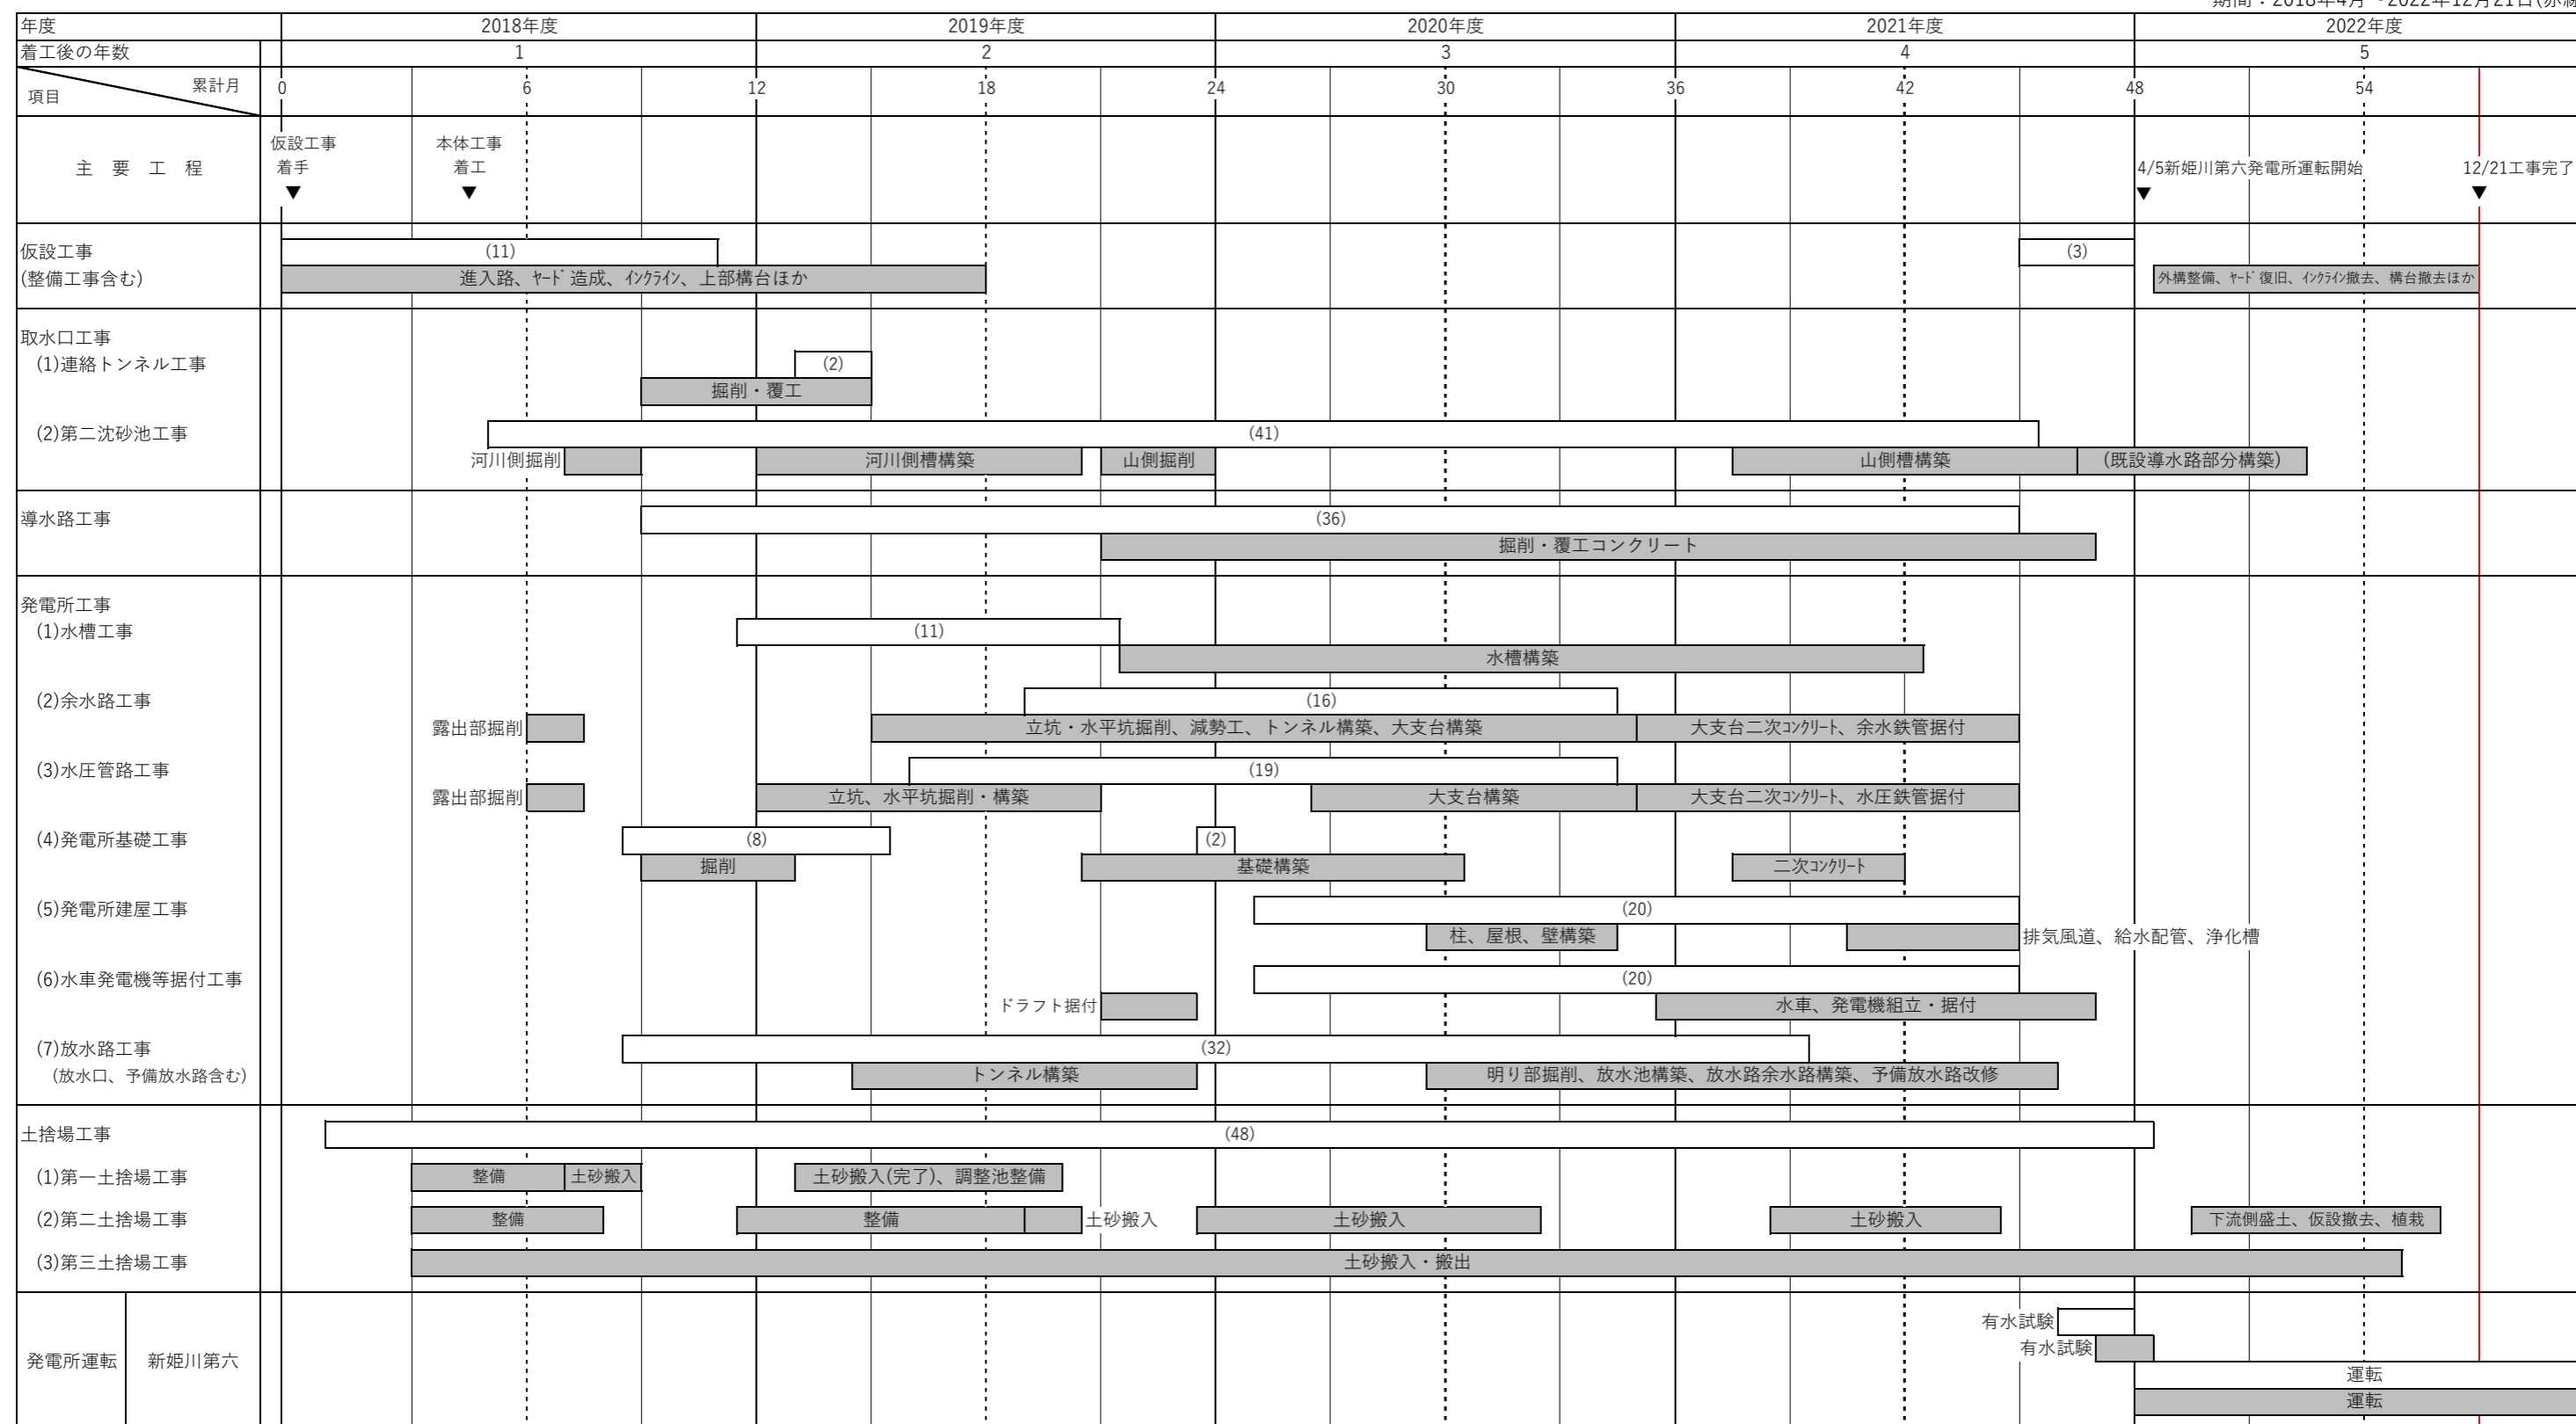 期間：2018年4月～2022年12月21日(赤線
年度 2018年度 2019年度 2020年度 2021年度 2022年度
着工後の年数 1 2 3 4 5
累計月 0 6 12 18 24 30 36 42 48 54
項目
仮設工事 本体工事
主 要 工 程 着手 着工 4/5新姫川第六発電所運転開始 12/21工事完了
▼ ▼ ▼ ▼
仮設工事 (11) (3)
(整備工事含む) 進入路、ﾔｰﾄﾞ造成、ｲﾝｸﾗｲﾝ、上部構台ほか 外構整備、ﾔｰﾄﾞ復旧、ｲﾝｸﾗｲﾝ撤去、構台撤去ほか
取水口工事
(1)連絡トンネル工事 (2)
掘削・覆工
(2)第二沈砂池工事 (41)
河川側掘削 河川側槽構築 山側掘削 山側槽構築 (既設導水路部分構築)
導水路工事 (36)
掘削・覆工コンクリート
発電所工事
(1)水槽工事 (11)
水槽構築
(2)余水路工事 (16)
露出部掘削 立坑・水平坑掘削、減勢工、トンネル構築、大支台構築 大支台二次ｺﾝｸﾘｰﾄ、余水鉄管据付
(3)水圧管路工事 (19)
露出部掘削 立坑、水平坑掘削・構築 大支台構築 大支台二次ｺﾝｸﾘｰﾄ、水圧鉄管据付
(4)発電所基礎工事 (8) (2)
掘削 基礎構築 二次ｺﾝｸﾘｰﾄ
(5)発電所建屋工事 (20)
柱、屋根、壁構築 排気風道、給水配管、浄化槽
(6)水車発電機等据付工事 (20)
ドラフト据付 水車、発電機組立・据付
(7)放水路工事 (32)
(放水口、予備放水路含む) トンネル構築 明り部掘削、放水池構築、放水路余水路構築、予備放水路改修
土捨場工事 (48)
(1)第一土捨場工事 整備 土砂搬入 土砂搬入(完了)、調整池整備
(2)第二土捨場工事 整備 整備 土砂搬入 土砂搬入 土砂搬入 下流側盛土、仮設撤去、植栽
(3)第三土捨場工事 土砂搬入・搬出
有水試験
有水試験
発電所運転 新姫川第六
運転
運転